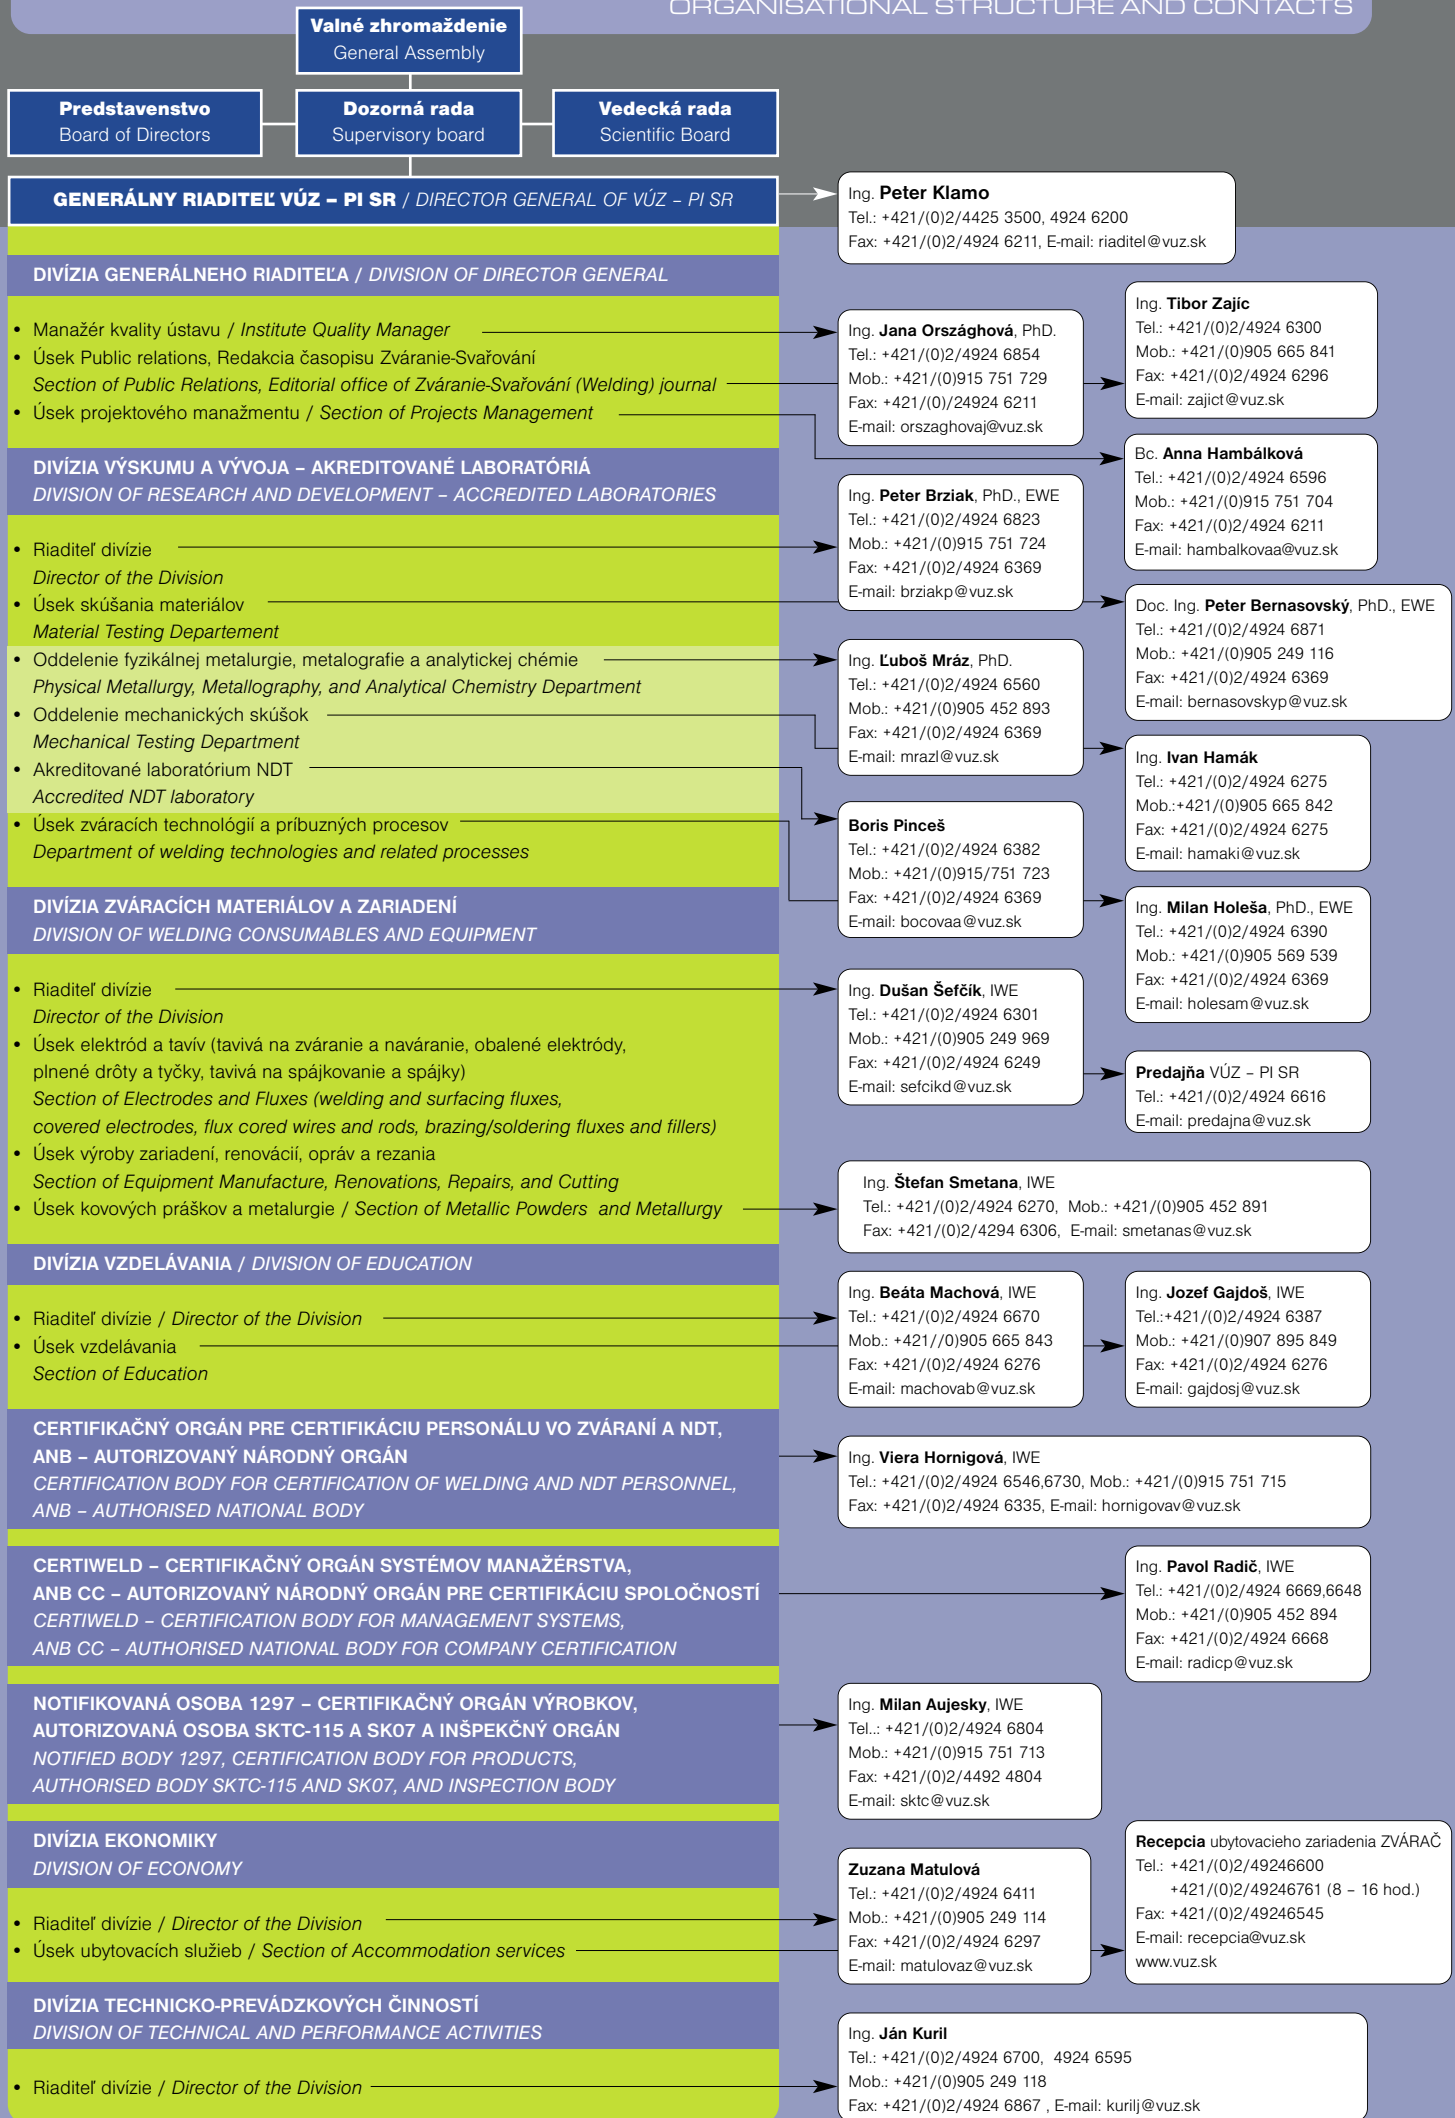 ORGANISATIONAL STRUCTURE AND CONTACTS
Valné zhromaždenie
General Assembly
Predstavenstvo
Board of Directors
Dozorná rada
Supervisory board
Vedecká rada
Scientific Board
GENERÁLNY RIADITEĽ VÚZ – PI SR / DIRECTOR GENERAL OF VÚZ – PI SR
Ing. Peter Klamo
Tel.: +421/(0)2/4425 3500, 4924 6200
Fax: +421/(0)2/4924 6211, E-mail: riaditel@vuz.sk
DIVÍZIA GENERÁLNEHO RIADITEĽA / DIVISION OF DIRECTOR GENERAL
• Manažér kvality ústavu / Institute Quality Manager
• Úsek Public relations, Redakcia časopisu Zváranie-Svařování
Section of Public Relations, Editorial office of Zváranie-Svařování (Welding) journal
• Úsek projektového manažmentu / Section of Projects Management
Ing. Jana Országhová, PhD.
Tel.: +421/(0)2/4924 6854
Mob.: +421/(0)915 751 729
Fax: +421/(0)/24924 6211
E-mail: orszaghovaj@vuz.sk
Ing. Tibor Zajíc
Tel.: +421/(0)2/4924 6300
Mob.: +421/(0)905 665 841
Fax: +421/(0)2/4924 6296
E-mail: zajict@vuz.sk
Bc. Anna Hambálková
Tel.: +421/(0)2/4924 6596
Mob.: +421/(0)915 751 704
Fax: +421/(0)2/4924 6211
E-mail: hambalkovaa@vuz.sk
DIVÍZIA VÝSKUMU A VÝVOJA – AKREDITOVANÉ LABORATÓRIÁ
DIVISION OF RESEARCH AND DEVELOPMENT – ACCREDITED LABORATORIES
• Riaditeľ divízie
Director of the Division
• Úsek skúšania materiálov
Material Testing Departement
• Oddelenie fyzikálnej metalurgie, metalografie a analytickej chémie
Physical Metallurgy, Metallography, and Analytical Chemistry Department
• Oddelenie mechanických skúšok
Mechanical Testing Department
• Akreditované laboratórium NDT
Accredited NDT laboratory
• Úsek zváracích technológií a príbuzných procesov
Department of welding technologies and related processes
Ing. Peter Brziak, PhD., EWE
Tel.: +421/(0)2/4924 6823
Mob.: +421/(0)915 751 724
Fax: +421/(0)2/4924 6369
E-mail: brziakp@vuz.sk
Doc. Ing. Peter Bernasovský, PhD., EWE
Tel.: +421/(0)2/4924 6871
Mob.: +421/(0)905 249 116
Fax: +421/(0)2/4924 6369
E-mail: bernasovskyp@vuz.sk
Ing. Ľuboš Mráz, PhD.
Tel.: +421/(0)2/4924 6560
Mob.: +421/(0)905 452 893
Fax: +421/(0)2/4924 6369
E-mail: mrazl@vuz.sk
Ing. Ivan Hamák
Tel.: +421/(0)2/4924 6275
Mob.:+421/(0)905 665 842
Fax: +421/(0)2/4924 6275
E-mail: hamaki@vuz.sk
Boris Pinceš
Tel.: +421/(0)2/4924 6382
Mob.: +421/(0)915/751 723
Fax: +421/(0)2/4924 6369
E-mail: bocovaa@vuz.sk
Ing. Milan Holeša, PhD., EWE
Tel.: +421/(0)2/4924 6390
Mob.: +421/(0)905 569 539
Fax: +421/(0)2/4924 6369
E-mail: holesam@vuz.sk
DIVÍZIA ZVÁRACÍCH MATERIÁLOV A ZARIADENÍ
DIVISION OF WELDING CONSUMABLES AND EQUIPMENT
• Riaditeľ divízie
Director of the Division
• Úsek elektród a tavív (tavivá na zváranie a naváranie, obalené elektródy,
plnené drôty a tyčky, tavivá na spájkovanie a spájky)
Section of Electrodes and Fluxes (welding and surfacing fluxes,
covered electrodes, flux cored wires and rods, brazing/soldering fluxes and fillers)
• Úsek výroby zariadení, renovácií, opráv a rezania
Section of Equipment Manufacture, Renovations, Repairs, and Cutting
• Úsek kovových práškov a metalurgie / Section of Metallic Powders and Metallurgy
Ing. Dušan Šefčík, IWE
Tel.: +421/(0)2/4924 6301
Mob.: +421/(0)905 249 969
Fax: +421/(0)2/4924 6249
E-mail: sefcikd@vuz.sk
Predajňa VÚZ – PI SR
Tel.: +421/(0)2/4924 6616
E-mail: predajna@vuz.sk
Ing. Štefan Smetana, IWE
Tel.: +421/(0)2/4924 6270, Mob.: +421/(0)905 452 891
Fax: +421/(0)2/4294 6306, E-mail: smetanas@vuz.sk
DIVÍZIA VZDELÁVANIA / DIVISION OF EDUCATION
• Riaditeľ divízie / Director of the Division
• Úsek vzdelávania
Section of Education
Ing. Beáta Machová, IWE
Tel.: +421/(0)2/4924 6670
Mob.: +421//(0)905 665 843
Fax: +421/(0)2/4924 6276
E-mail: machovab@vuz.sk
Ing. Jozef Gajdoš, IWE
Tel.:+421/(0)2/4924 6387
Mob.: +421/(0)907 895 849
Fax: +421/(0)2/4924 6276
E-mail: gajdosj@vuz.sk
CERTIFIKAČNÝ ORGÁN PRE CERTIFIKÁCIU PERSONÁLU VO ZVÁRANÍ A NDT,
ANB – AUTORIZOVANÝ NÁRODNÝ ORGÁN
CERTIFICATION BODY FOR CERTIFICATION OF WELDING AND NDT PERSONNEL,
ANB – AUTHORISED NATIONAL BODY
Ing. Viera Hornigová, IWE
Tel.: +421/(0)2/4924 6546,6730, Mob.: +421/(0)915 751 715
Fax: +421/(0)2/4924 6335, E-mail: hornigovav@vuz.sk
CERTIWELD – CERTIFIKAČNÝ ORGÁN SYSTÉMOV MANAŽÉRSTVA,
ANB CC – AUTORIZOVANÝ NÁRODNÝ ORGÁN PRE CERTIFIKÁCIU SPOLOČNOSTÍ
CERTIWELD – CERTIFICATION BODY FOR MANAGEMENT SYSTEMS,
ANB CC – AUTHORISED NATIONAL BODY FOR COMPANY CERTIFICATION
Ing. Pavol Radič, IWE
Tel.: +421/(0)2/4924 6669,6648
Mob.: +421/(0)905 452 894
Fax: +421/(0)2/4924 6668
E-mail: radicp@vuz.sk
NOTIFIKOVANÁ OSOBA 1297 – CERTIFIKAČNÝ ORGÁN VÝROBKOV,
AUTORIZOVANÁ OSOBA SKTC-115 A SK07 A INŠPEKČNÝ ORGÁN
NOTIFIED BODY 1297, CERTIFICATION BODY FOR PRODUCTS,
AUTHORISED BODY SKTC-115 AND SK07, AND INSPECTION BODY
Ing. Milan Aujesky, IWE
Tel..: +421/(0)2/4924 6804
Mob.: +421/(0)915 751 713
Fax: +421/(0)2/4492 4804
E-mail: sktc@vuz.sk
DIVÍZIA EKONOMIKY
DIVISION OF ECONOMY
• Riaditeľ divízie / Director of the Division
• Úsek ubytovacích služieb / Section of Accommodation services
Zuzana Matulová
Tel.: +421/(0)2/4924 6411
Mob.: +421/(0)905 249 114
Fax: +421/(0)2/4924 6297
E-mail: matulovaz@vuz.sk
Recepcia ubytovacieho zariadenia ZVÁRAČ
Tel.: +421/(0)2/49246600
+421/(0)2/49246761 (8 – 16 hod.)
Fax: +421/(0)2/49246545
E-mail: recepcia@vuz.sk
www.vuz.sk
DIVÍZIA TECHNICKO-PREVÁDZKOVÝCH ČINNOSTÍ
DIVISION OF TECHNICAL AND PERFORMANCE ACTIVITIES
• Riaditeľ divízie / Director of the Division
Ing. Ján Kuril
Tel.: +421/(0)2/4924 6700, 4924 6595
Mob.: +421/(0)905 249 118
Fax: +421/(0)2/4924 6867 , E-mail: kurilj@vuz.sk